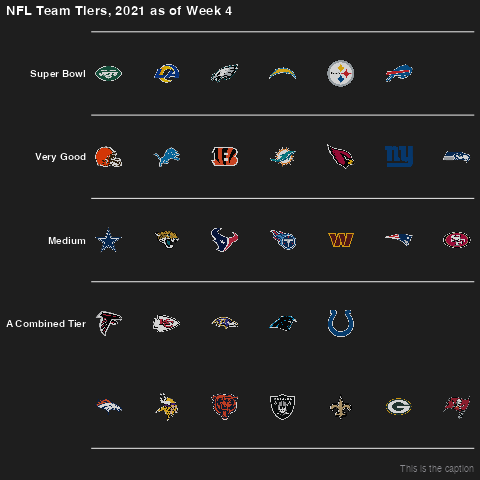 NFL Team Tiers, 2021 as of Week 4
Super Bowl
Very Good
ny
Medium
A Combined Tier
This is the caption